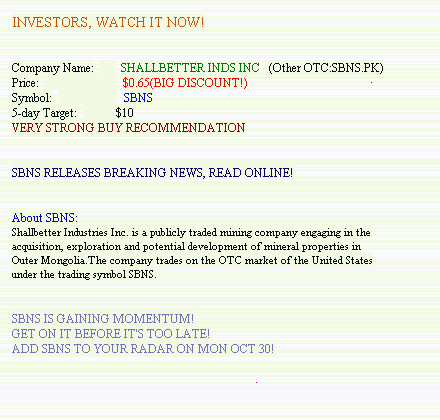 INVESTORS, WATCH IT NOW!
Company Name: SHALLBETTER INDS INC (Other OTC:SBNS.PK)
Price: $0.65(BIG DISCOUNT!)
Symbol: SBNS
5-day Target: $10
VERY STRONG BUY RECOMMENDATION
SBNS RELEASES BREAKING NEWS, READ ONLINE!
About SBNS:
Shallbetter Industries Inc. is a publicly traded mining company engaging in the
acquisition, exploration and potential development of mineral properties in
Outer Mongolia.The company trades on the OTC market of the United States
under the trading symbol SBNS.
SBNS IS GAINING MOMENTUM!
GET ON IT BEFORE IT'S TOO LATE!
ADD SBNS TO YOUR RADAR ON MON OCT 30!